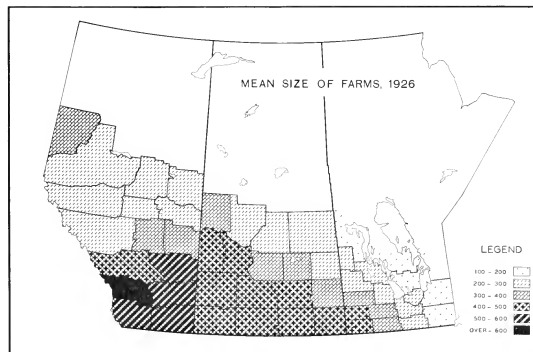 MEAN SIZE OF FARMS, 1926
LEGEND
100 - 200
200 - 300
300 - 400
400 - 500
500 - 600
OVER - 600